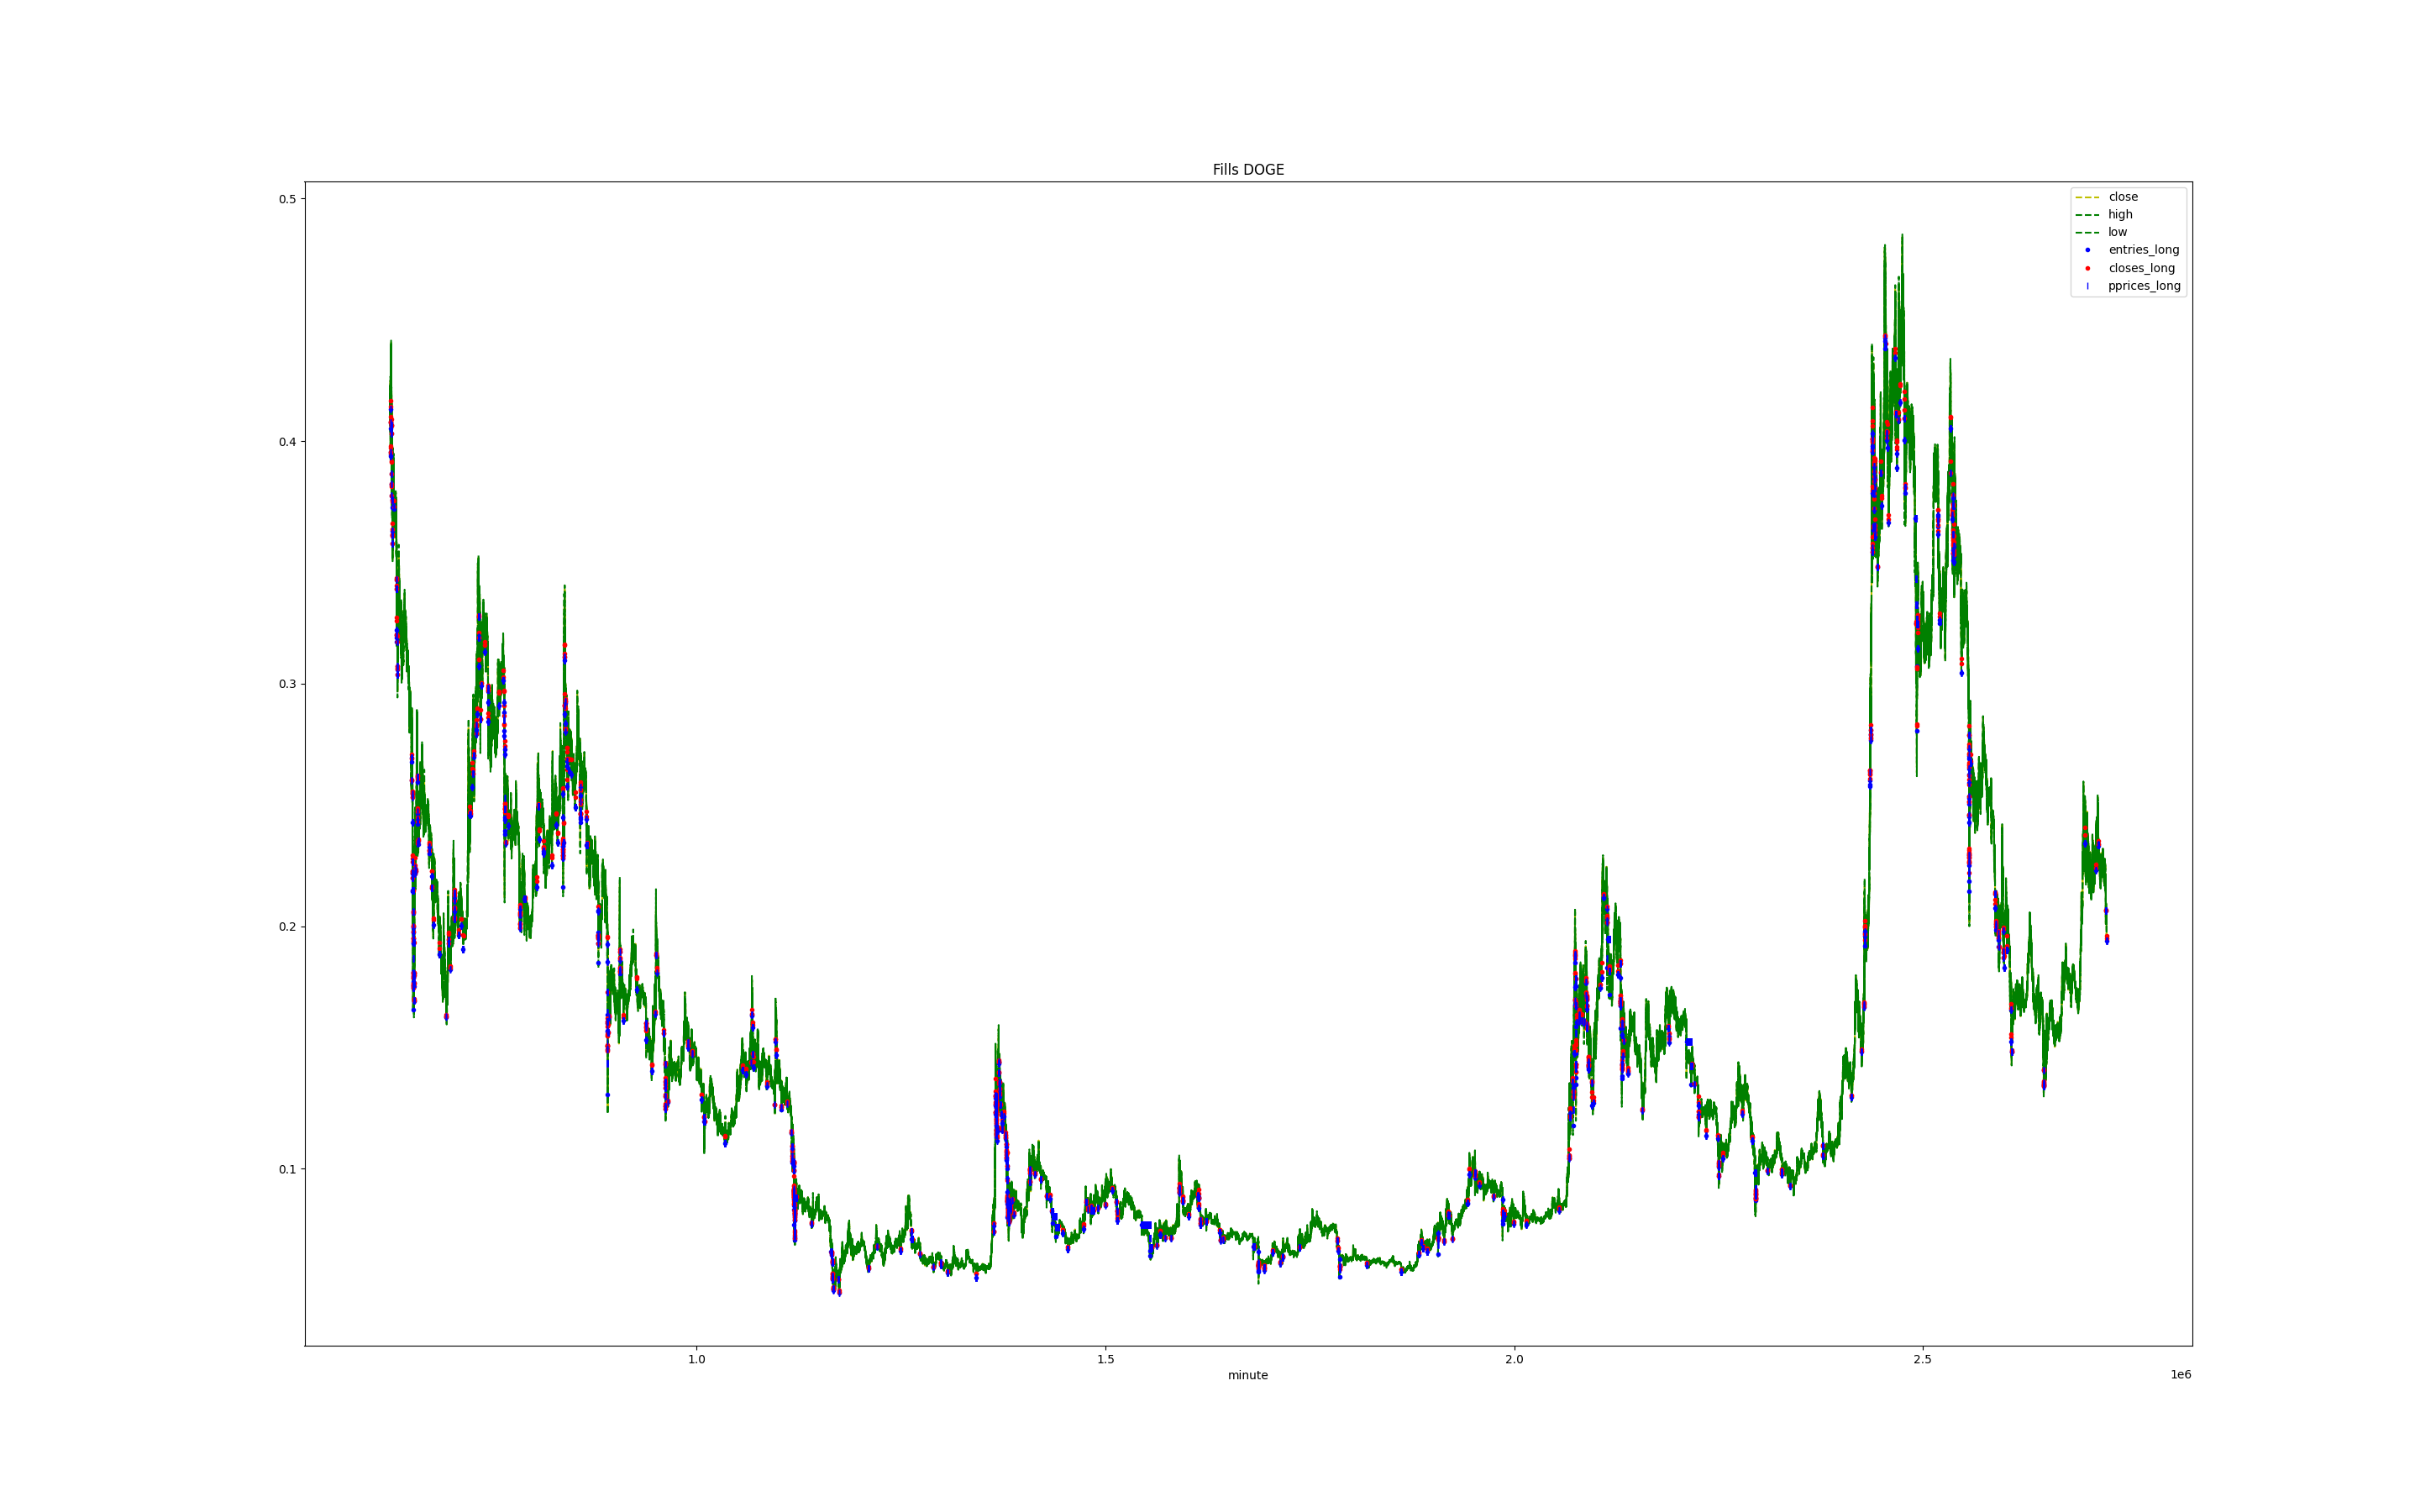 Fills DOGE
close
high
low
entries_long
closes_long
pprices_long
0.5
0.4
0.3
0.2
0.1
1.0
1.5
2.0
2.5
minute
1e6